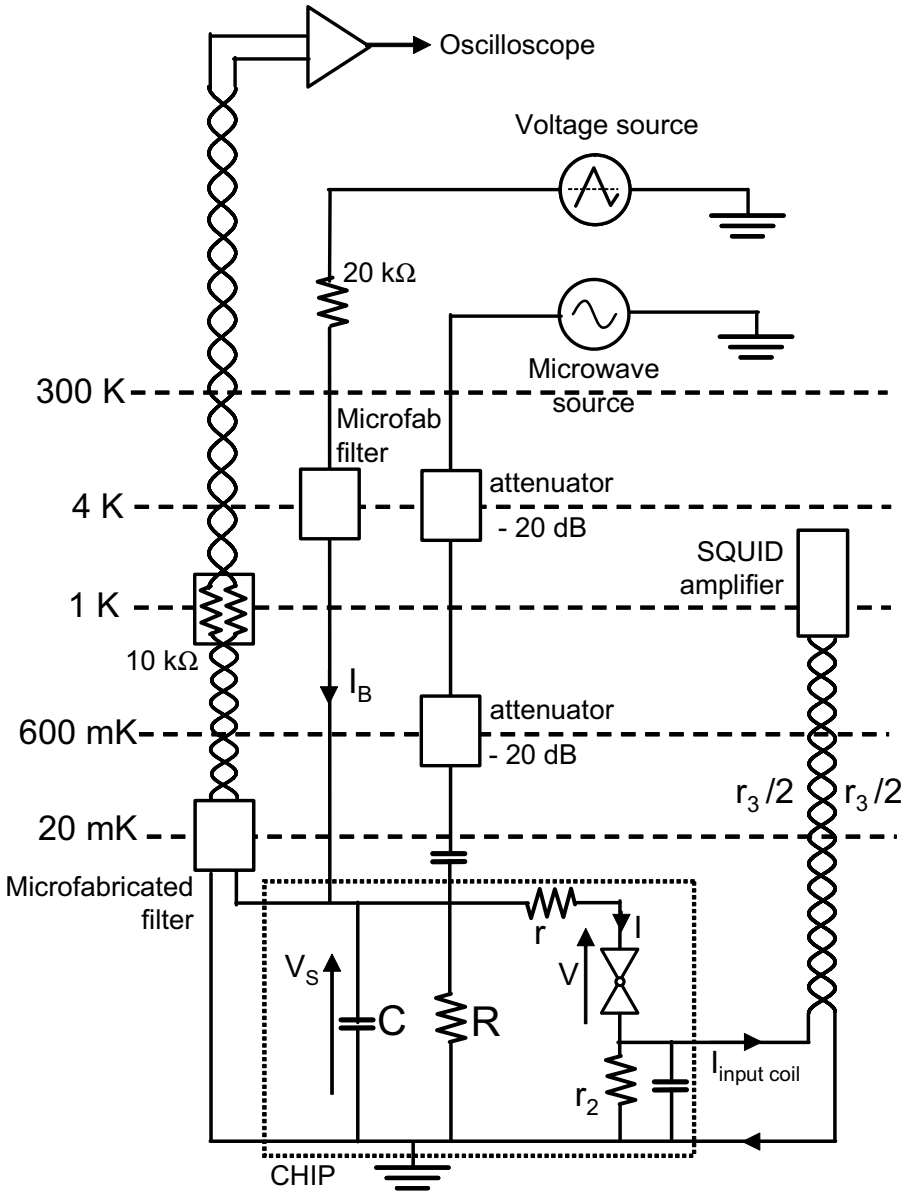 Oscilloscope
Voltage source
20 kΩ
Microwave
source
300 K
Microfab
filter
4 K
attenuator
- 20 dB
SQUID
amplifier
1 K
10 kΩ
I_B
attenuator
- 20 dB
600 mK
r_3 /2
r_3 /2
20 mK
Microfabricated
filter
r
I
V_S
V
C
R
I_input coil
r_2
CHIP